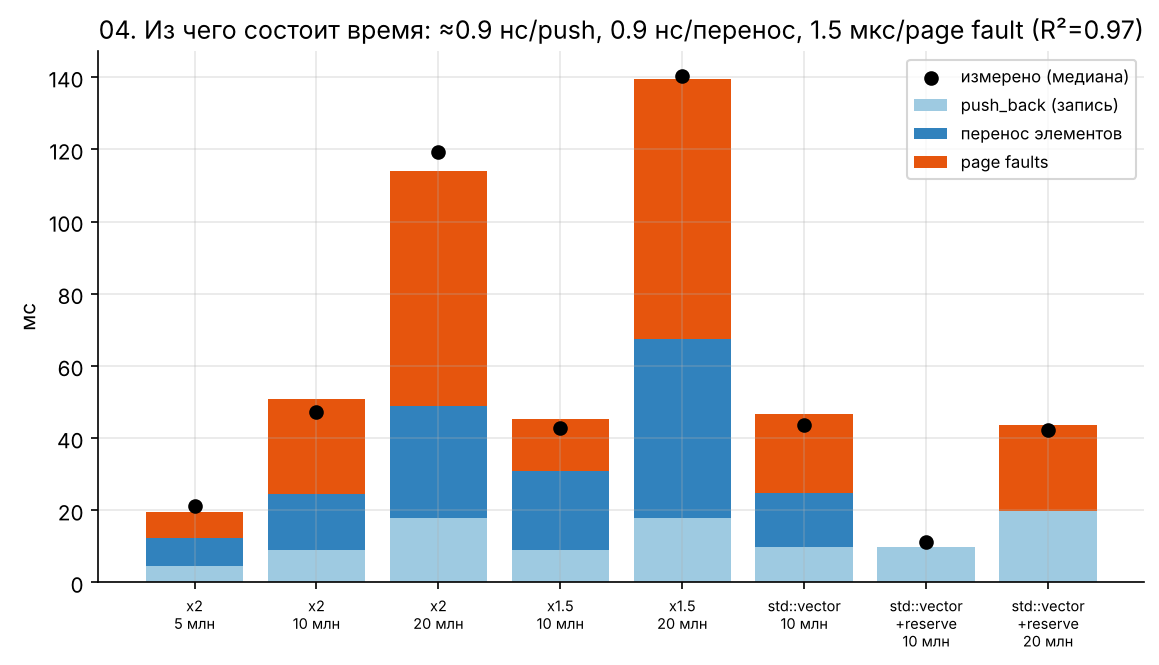 04. Из чего состоит время: ≈0.9 нс/push, 0.9 нс/перенос, 1.5 мкс/page fault (R²=0.97)
измерено (медиана)
push_back (запись)
перенос элементов
page faults
мс
140
120
100
80
60
40
20
0
x2
5 млн
x2
10 млн
x2
20 млн
x1.5
10 млн
x1.5
20 млн
std::vector
10 млн
std::vector
+reserve
10 млн
std::vector
+reserve
20 млн